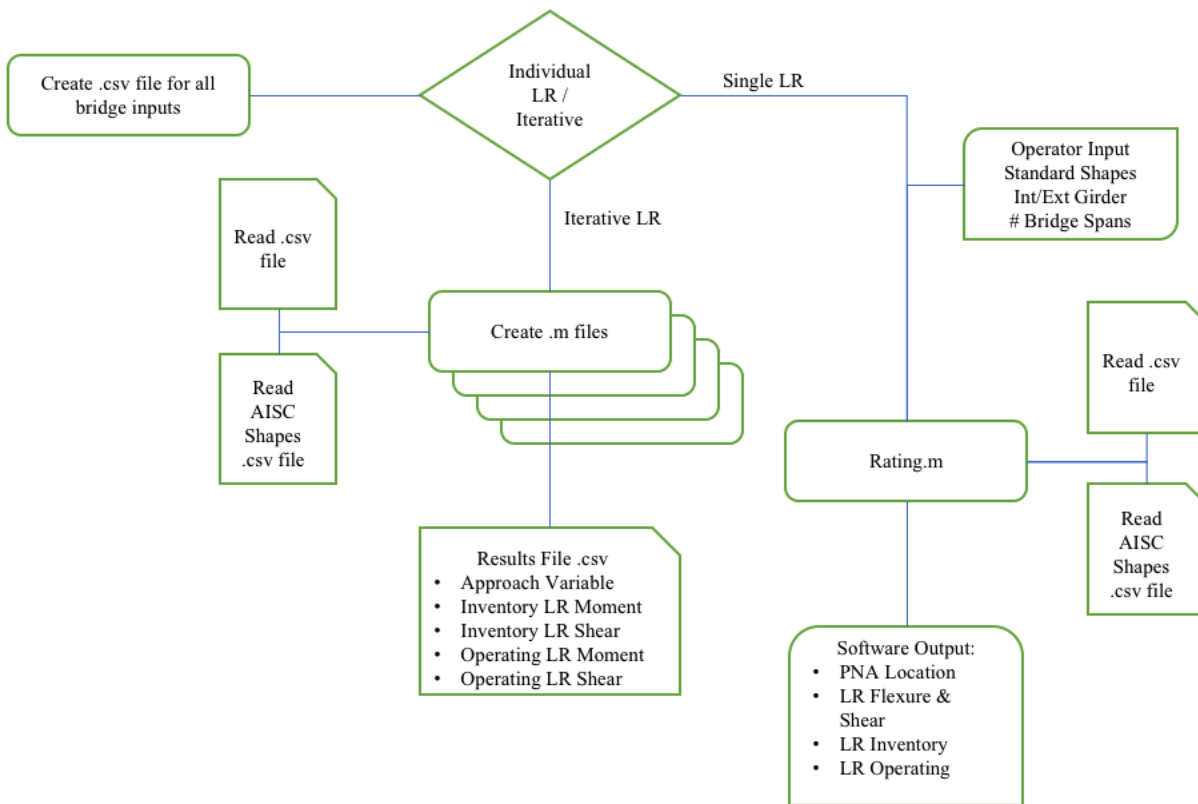 Create .csv file for all
bridge inputs
Individual
LR /
Iterative
Single LR
Operator Input
Standard Shapes
Int/Ext Girder
# Bridge Spans
Iterative LR
Read .csv
file
Create .m files
Read
AISC
Shapes
.csv file
Read .csv
file
Rating.m
Read
AISC
Shapes
.csv file
Results File .csv
• Approach Variable
• Inventory LR Moment
• Inventory LR Shear
• Operating LR Moment
• Operating LR Shear
Software Output:
• PNA Location
• LR Flexure &
Shear
• LR Inventory
• LR Operating